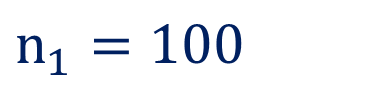 n₁ = 100